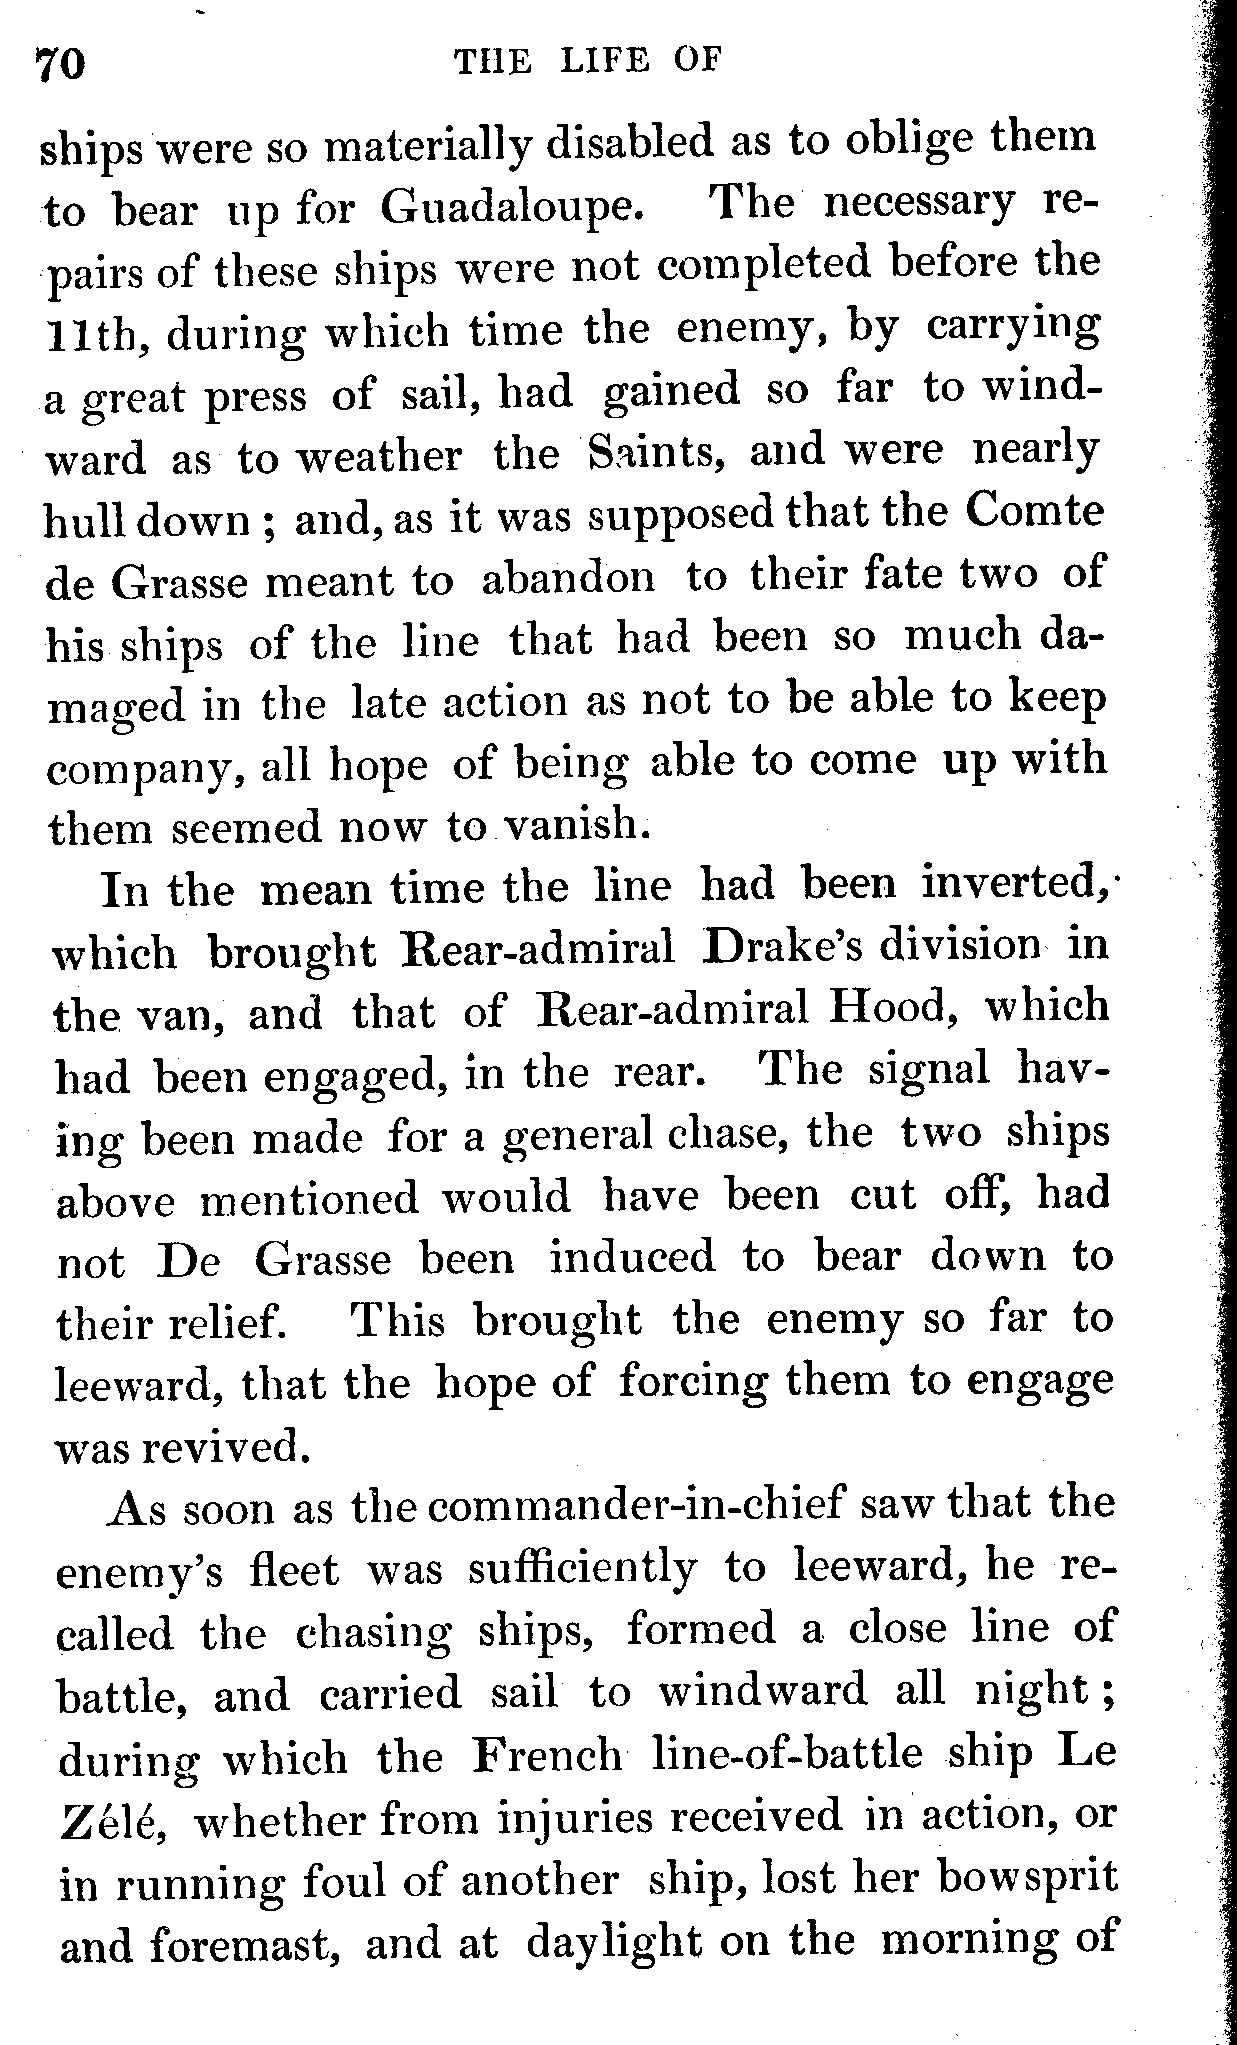 70 THE LIFE OF
ships were so materially disabled as to oblige them
to bear up for Guadaloupe. The necessary re-
pairs of these ships were not completed before the
11th, during which time the enemy, by carrying
a great press of sail, had gained so far to wind-
ward as to weather the Saints, and were nearly
hull down ; and, as it was supposed that the Comte
de Grasse meant to abandon to their fate two of
his ships of the line that had been so much da-
maged in the late action as not to be able to keep
company, all hope of being able to come up with
them seemed now to vanish.
In the mean time the line had been inverted,
which brought Rear-admiral Drake's division in
the van, and that of Rear-admiral Hood, which
had been engaged, in the rear. The signal hav-
ing been made for a general chase, the two ships
above mentioned would have been cut off, had
not De Grasse been induced to bear down to
their relief. This brought the enemy so far to
leeward, that the hope of forcing them to engage
was revived.
As soon as the commander-in-chief saw that the
enemy's fleet was sufficiently to leeward, he re-
called the chasing ships, formed a close line of
battle, and carried sail to windward all night ;
during which the French line-of-battle ship Le
Zélé, whether from injuries received in action, or
in running foul of another ship, lost her bowsprit
and foremast, and at daylight on the morning of